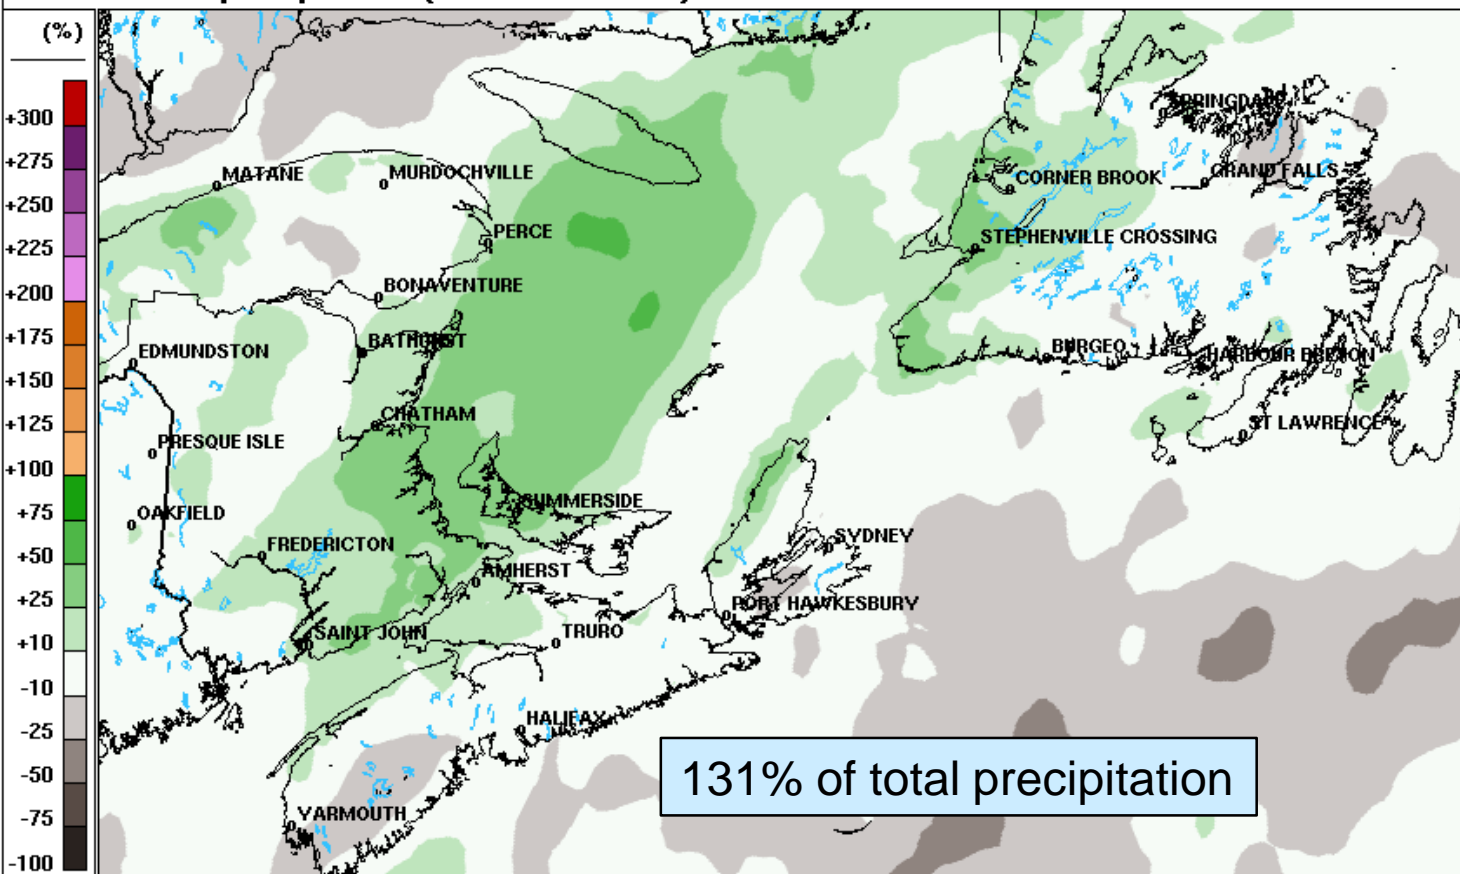 (%)
+300
+275
+250
+225
+200
+175
+150
+125
+100
+75
+50
+25
+10
-10
-25
-50
-75
-100
SPRINGDALE
MATANE
MURDOCHVILLE
CORNER BROOK
GRAND FALLS
PERCE
STEPHENVILLE CROSSING
BONAVENTURE
BATHURST
EDMUNDSTON
BURGEO
HARBOUR BRETON
CHATHAM
PRESQUE ISLE
ST LAWRENCE
SUMMERSIDE
OAKFIELD
FREDERICTON
SYDNEY
AMHERST
PORT HAWKESBURY
SAINT JOHN
TRURO
HALIFAX
131% of total precipitation
YARMOUTH